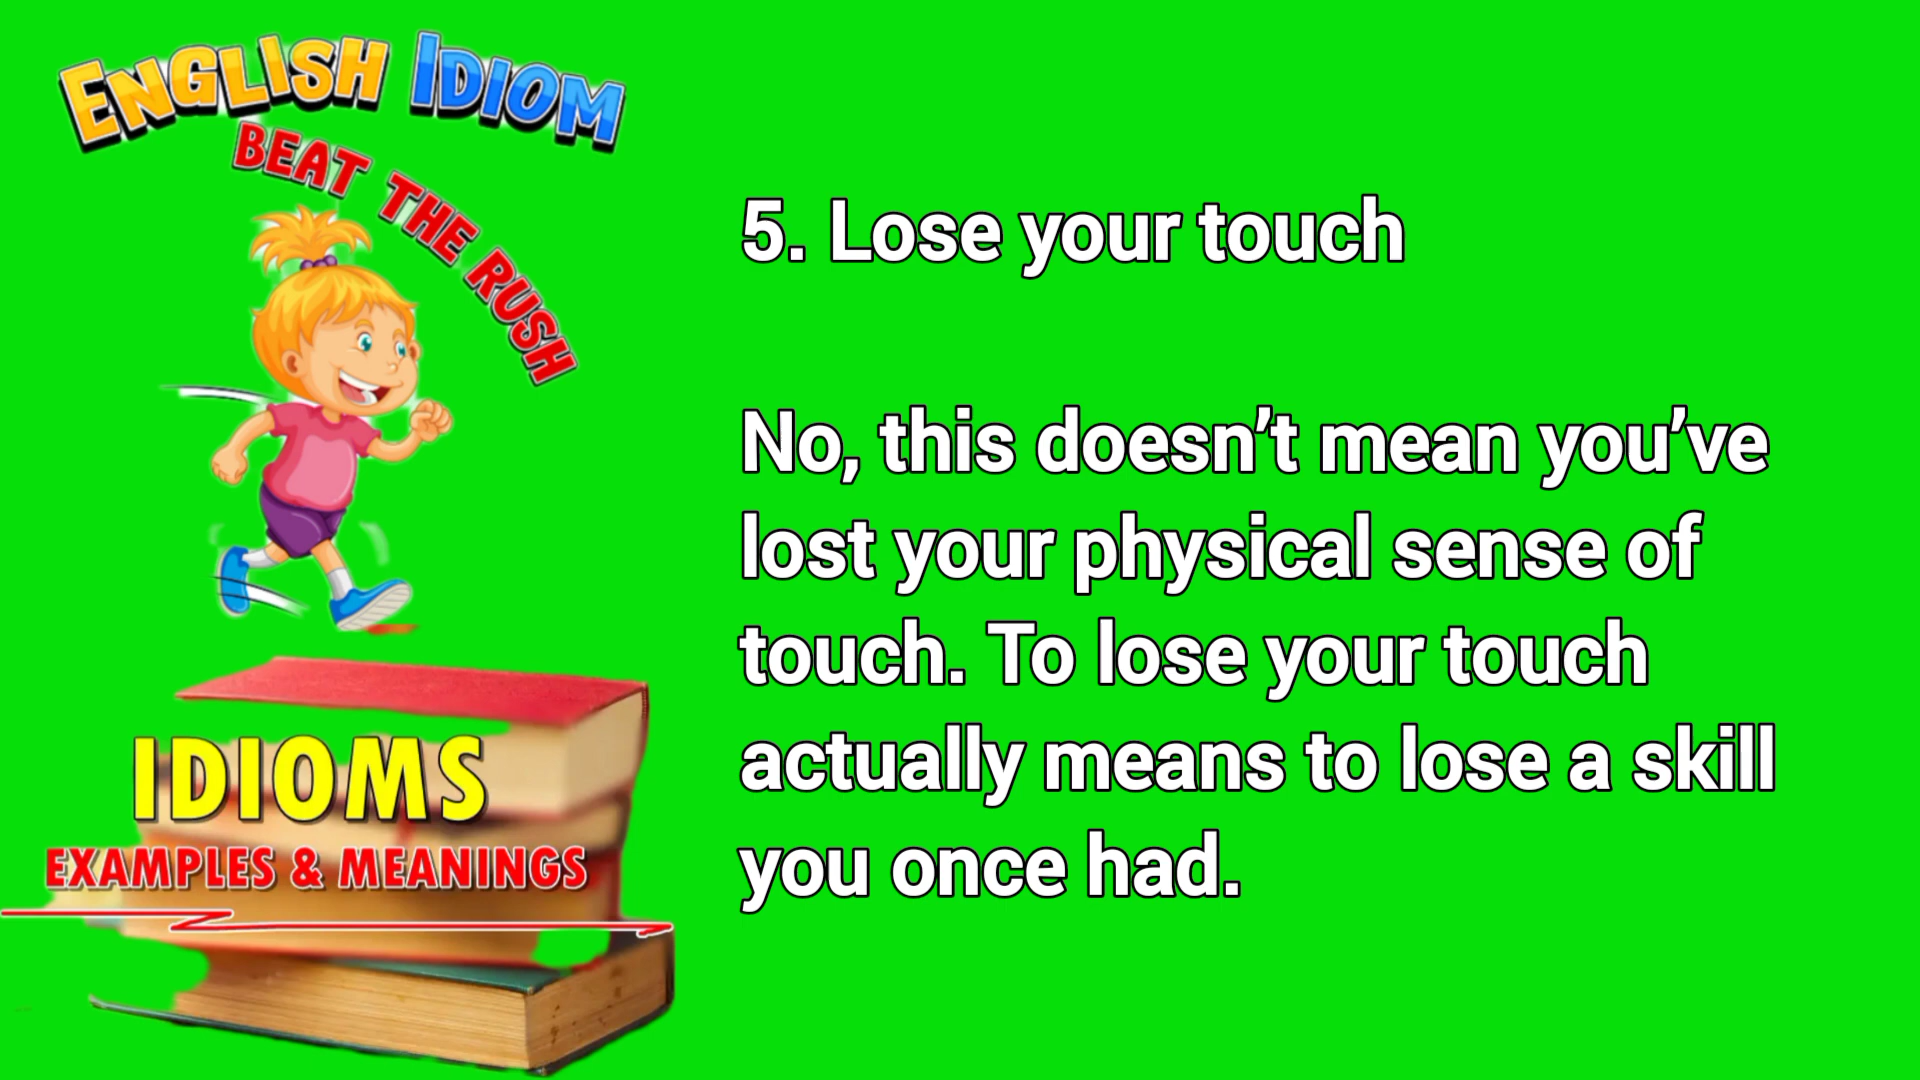 ENGLISH IDIOM
BEAT THE RUSH
5. Lose your touch
No, this doesn’t mean you’ve
lost your physical sense of
touch. To lose your touch
actually means to lose a skill
you once had.
IDIOMS
EXAMPLES & MEANINGS